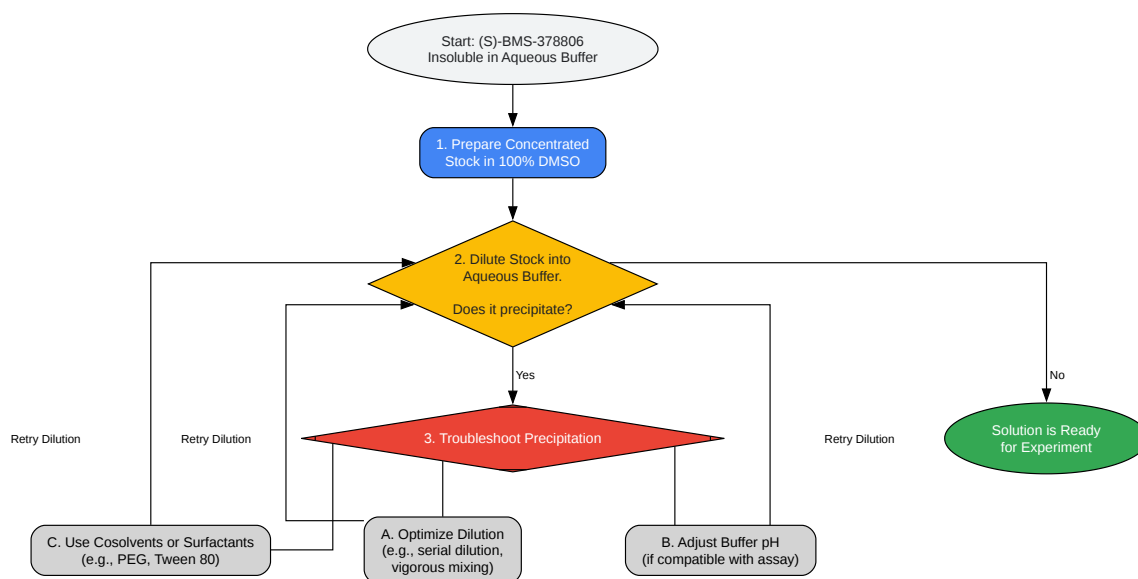 Start: (S)-BMS-378806
Insoluble in Aqueous Buffer
1. Prepare Concentrated
Stock in 100% DMSO
2. Dilute Stock into
Aqueous Buffer.
Does it precipitate?
Yes
No
Retry Dilution
Retry Dilution
3. Troubleshoot Precipitation
Retry Dilution
Solution is Ready
for Experiment
C. Use Cosolvents or Surfactants
(e.g., PEG, Tween 80)
A. Optimize Dilution
(e.g., serial dilution,
vigorous mixing)
B. Adjust Buffer pH
(if compatible with assay)